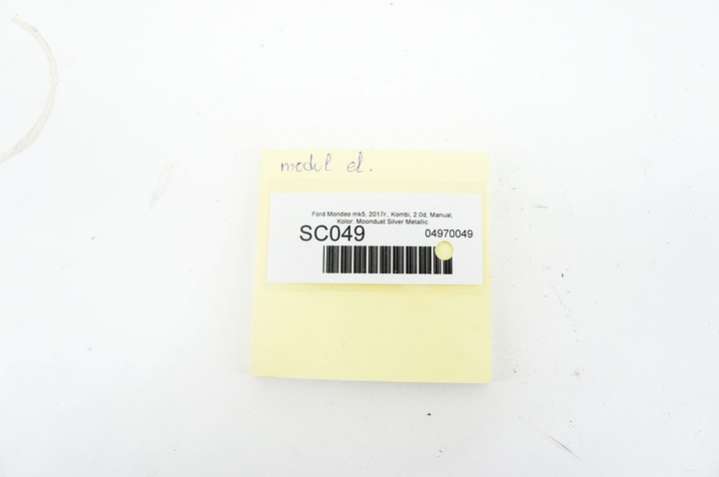 modul el.
Ford Mondeo mk5, 2017r., Kombi, 2.0d, Manual,
Kolor: Moondust Silver Metallic
SC049 04970049